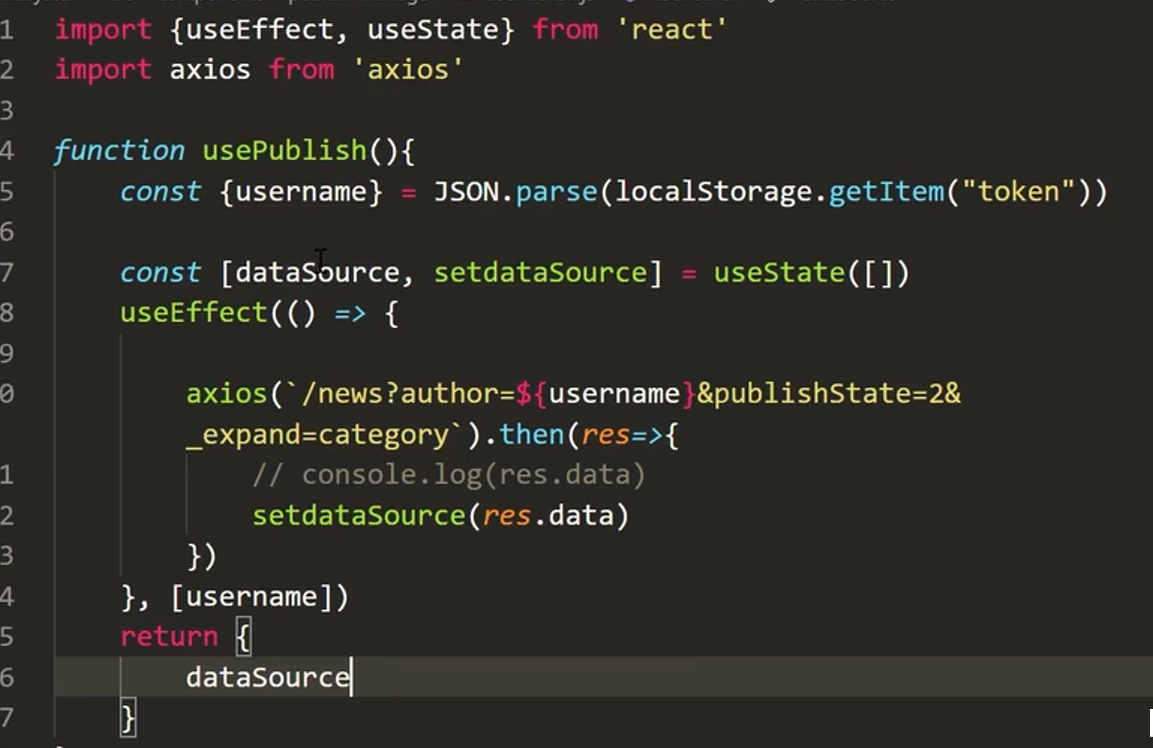 1 import {useEffect, useState} from 'react'
2 import axios from 'axios'
3
4 function usePublish(){
5 const {username} = JSON.parse(localStorage.getItem("token"))
6
7 const [dataSource, setdataSource] = useState([])
8 useEffect(() => {
9
0 axios(`/news?author=${username}&publishState=2&
_expand=category`).then(res=>{
1 // console.log(res.data)
2 setdataSource(res.data)
3 })
4 }, [username])
5 return {
6 dataSource
7 }